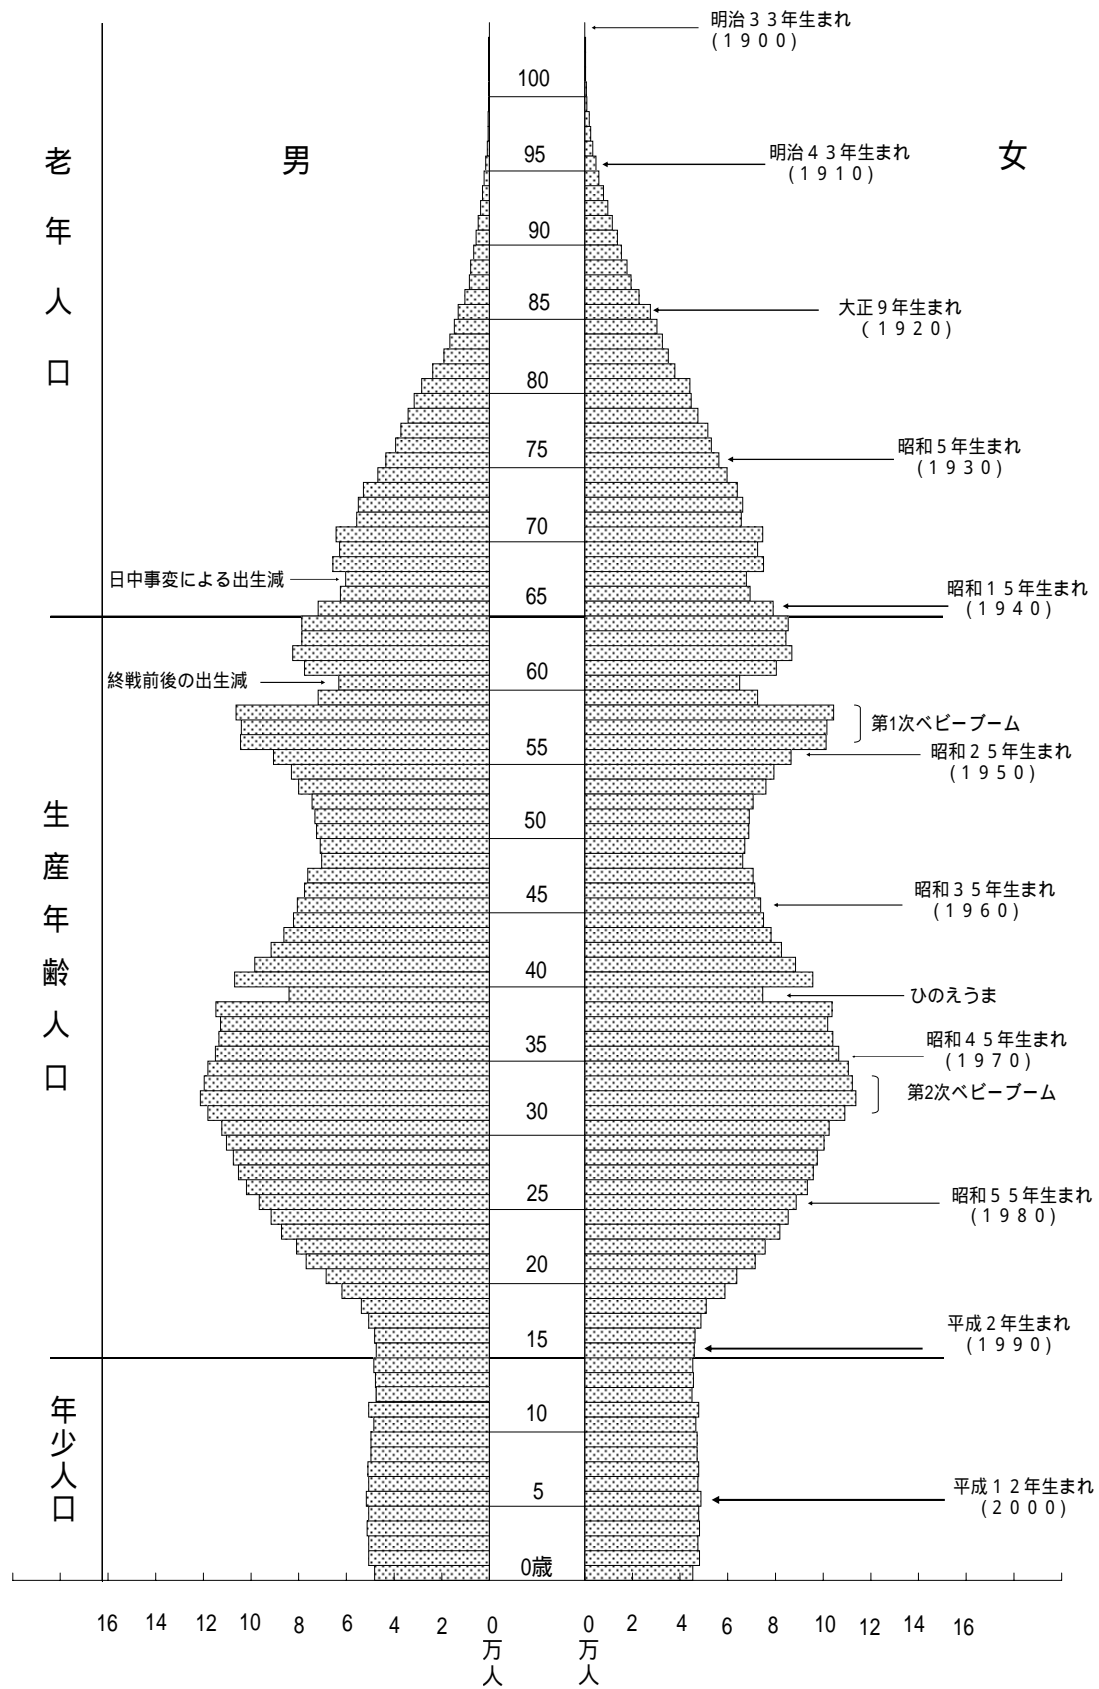 明治３３年生まれ
(１９００)
100
老年人口
男
95
明治４３年生まれ
(１９１０)
女
90
85
大正９年生まれ
(１９２０)
80
75
昭和５年生まれ
(１９３０)
70
日中事変による出生減
65
昭和１５年生まれ
(１９４０)
終戦前後の出生減
60
第1次ベビーブーム
55
昭和２５年生まれ
(１９５０)
生産年齢人口
50
45
昭和３５年生まれ
(１９６０)
40
ひのえうま
35
昭和４５年生まれ
(１９７０)
第2次ベビーブーム
30
25
昭和５５年生まれ
(１９８０)
20
15
平成２年生まれ
(１９９０)
年少人口
10
5
平成１２年生まれ
(２０００)
0歳
16 14 12 10 8 6 4 2 0 0 2 4 6 8 10 12 14 16
万人 万人